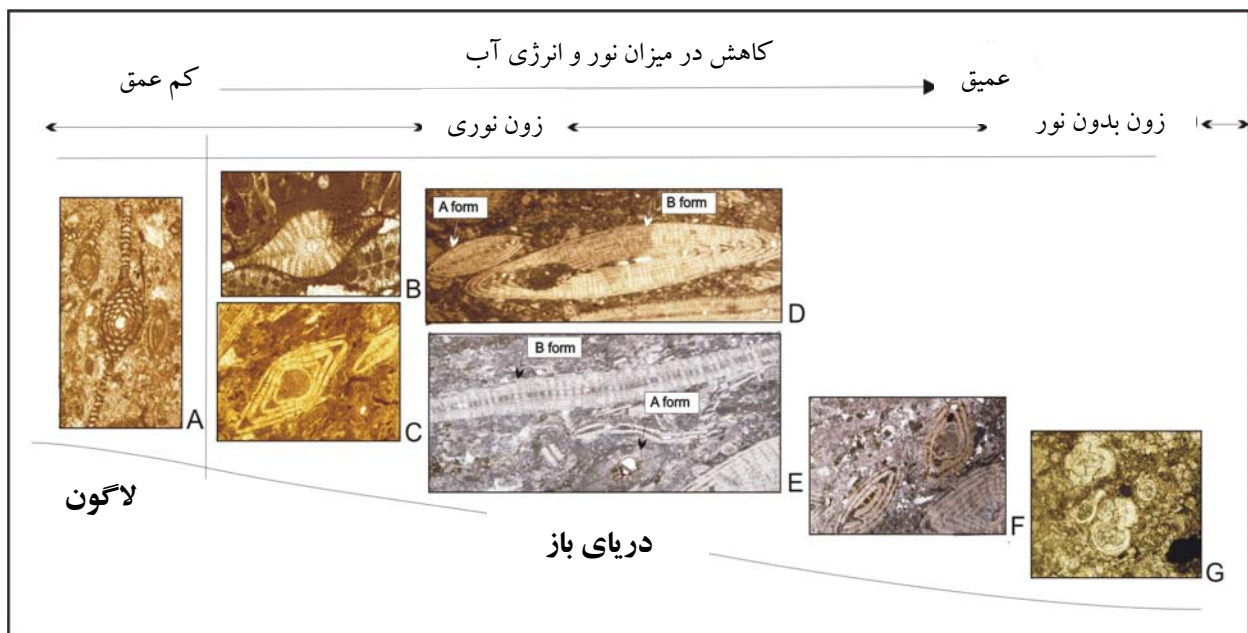 کاهش در میزان نور و انرژی آب
کم عمق
عمیق
زون نوری
زون بدون نور
A form
B form
B form
A form
A
B
C
D
E
F
G
لاگون
دریای باز